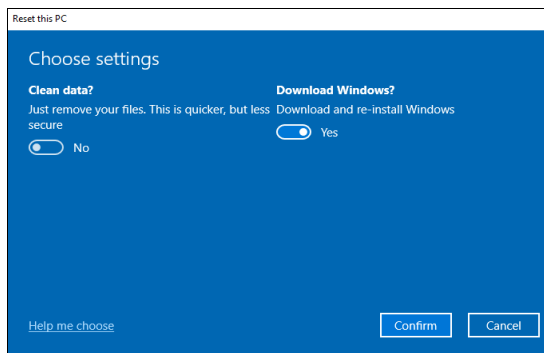 Reset this PC
Choose settings
Clean data?
Just remove your files. This is quicker, but less
secure
No
Download Windows?
Download and re-install Windows
Yes
Help me choose
Confirm
Cancel